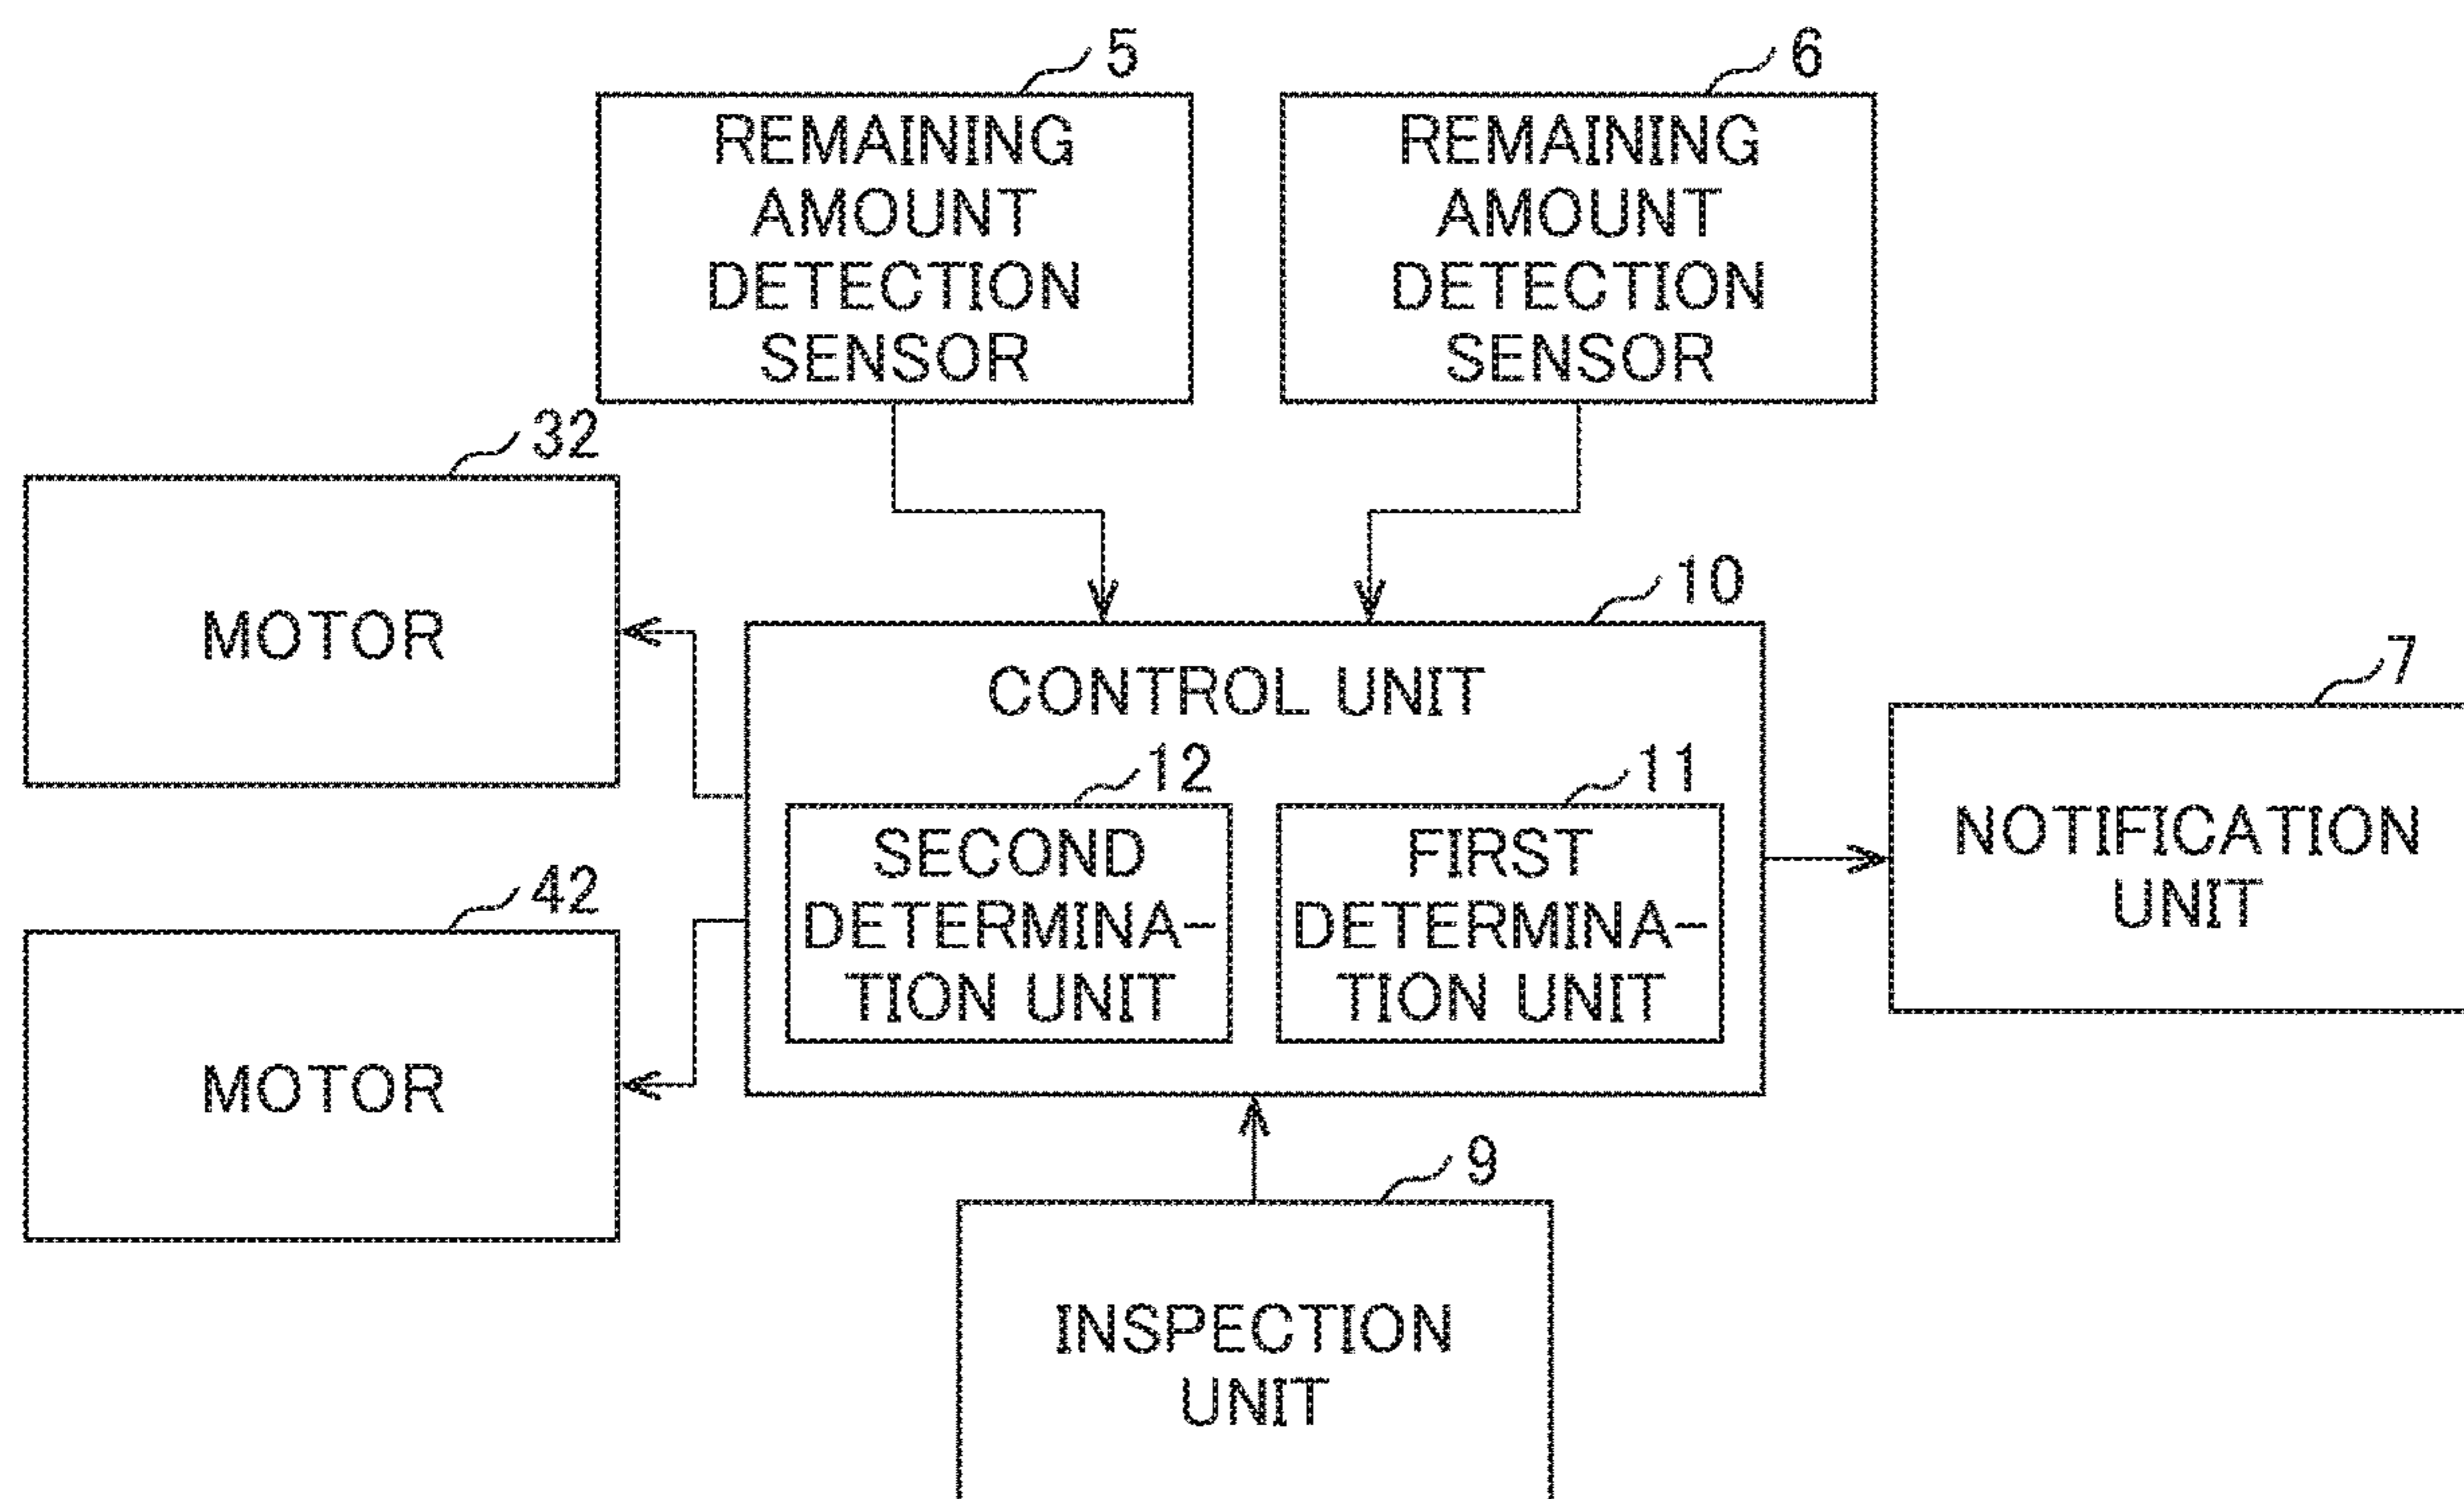 5
REMAINING
AMOUNT
DETECTION
SENSOR
6
REMAINING
AMOUNT
DETECTION
SENSOR
32
MOTOR
10
CONTROL UNIT
12
SECOND
DETERMINA-
TION UNIT
11
FIRST
DETERMINA-
TION UNIT
7
NOTIFICATION
UNIT
42
MOTOR
9
INSPECTION
UNIT